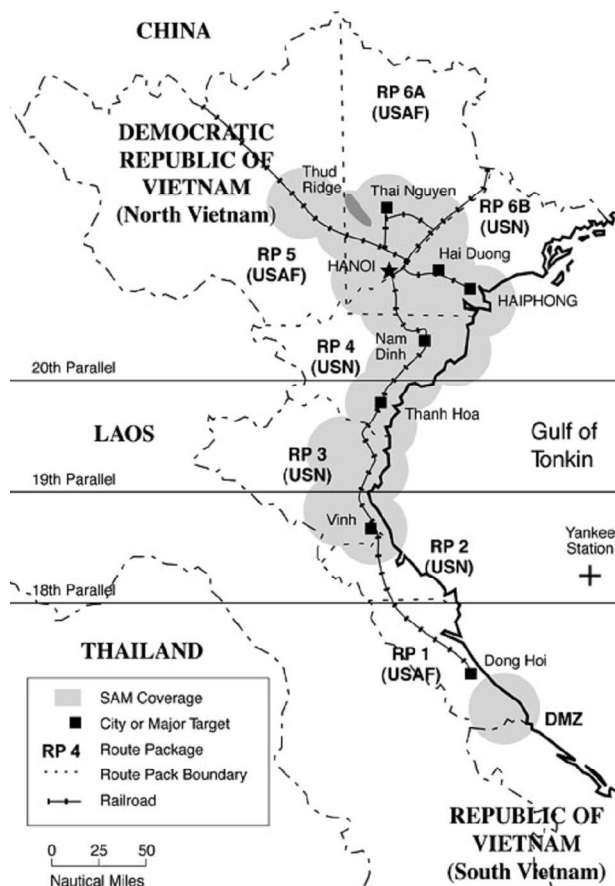 CHINA
RP 6A
(USAF)
DEMOCRATIC
REPUBLIC OF
VIETNAM
(North Vietnam)
Thud
Ridge
Thai Nguyen
RP 6B
(USN)
RP 5
(USAF)
HANOI
Hai Duong
HAIPHONG
RP 4
(USN)
Nam
Dinh
20th Parallel
Thanh Hoa
LAOS
RP 3
(USN)
Gulf of
Tonkin
19th Parallel
Vinh
RP 2
(USN)
Yankee
Station
18th Parallel
THAILAND
RP 1
(USAF)
Dong Hoi
DMZ
SAM Coverage
City or Major Target
RP 4 Route Package
Route Pack Boundary
Railroad
REPUBLIC OF
VIETNAM
(South Vietnam)
0 25 50
Nautical Miles